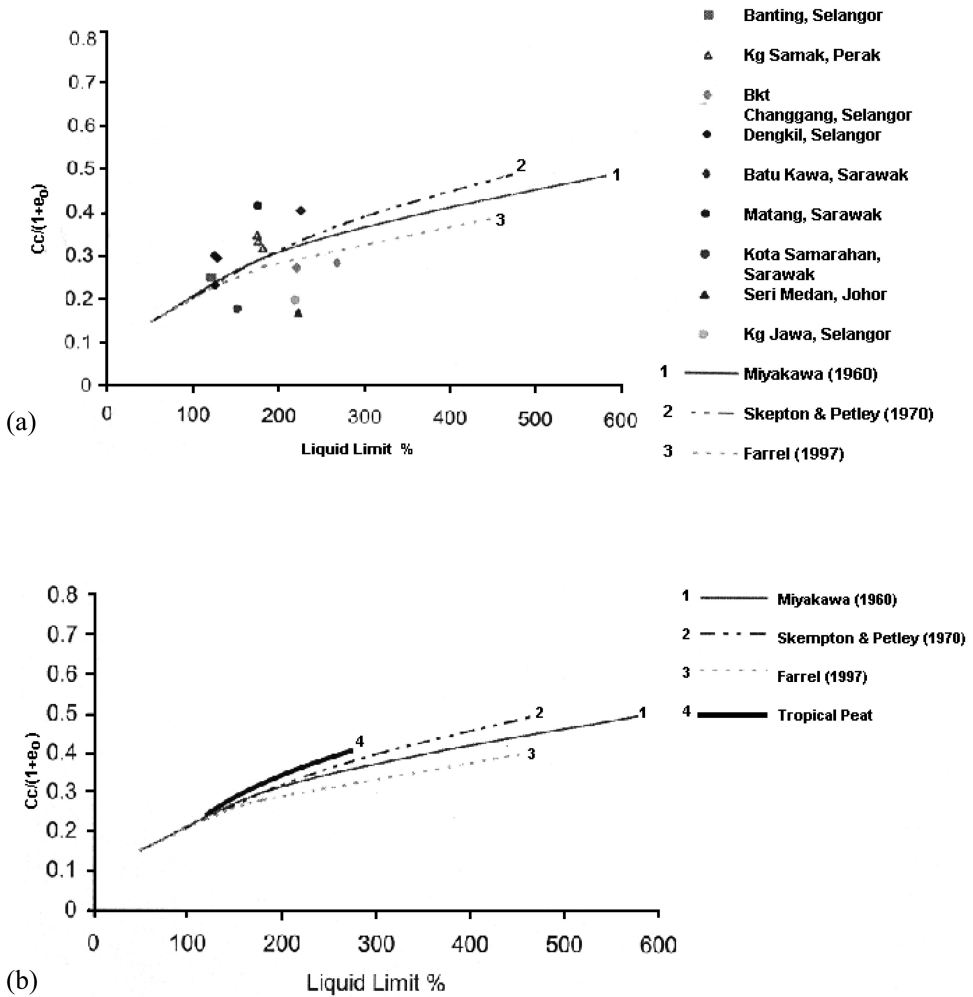 0.8
0.7
0.6
0.5
0.4
0.3
0.2
0.1
0
Cc/(1+e0)
0 100 200 300 400 500 600
Liquid Limit %
2
1
3
(a)
Banting, Selangor
Kg Samak, Perak
Bkt
Changgang, Selangor
Dengkil, Selangor
Batu Kawa, Sarawak
Matang, Sarawak
Kota Samarahan,
Sarawak
Seri Medan, Johor
Kg Jawa, Selangor
1 Miyakawa (1960)
2 Skepton & Petley (1970)
3 Farrel (1997)
0.8
0.7
0.6
0.5
0.4
0.3
0.2
0.1
0
Cc/(1+e0)
0 100 200 300 400 500 600
Liquid Limit %
4
2
1
3
(b)
1 Miyakawa (1960)
2 Skempton & Petley (1970)
3 Farrel (1997)
4 Tropical Peat